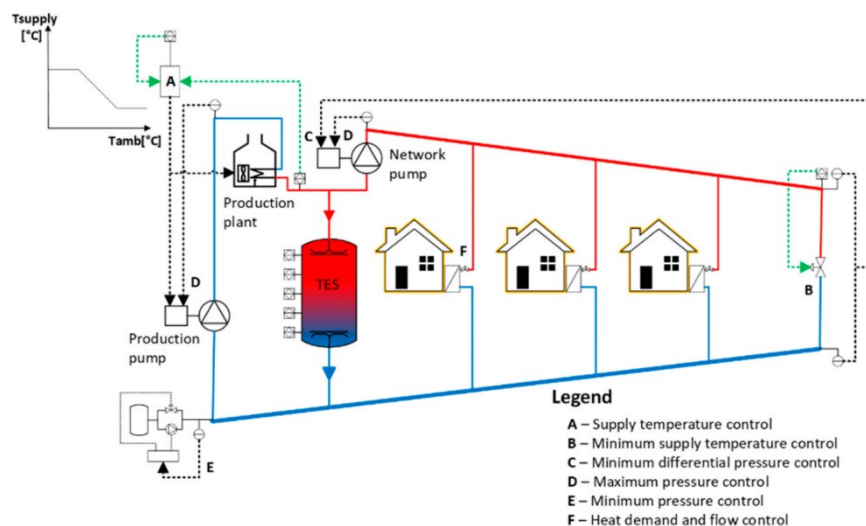 Tsupply
[°C]
A
Tamb[°C]
C
D
Network
pump
Production
plant
D
Production
pump
TES
F
B
E
Legend
A – Supply temperature control
B – Minimum supply temperature control
C – Minimum differential pressure control
D – Maximum pressure control
E – Minimum pressure control
F – Heat demand and flow control